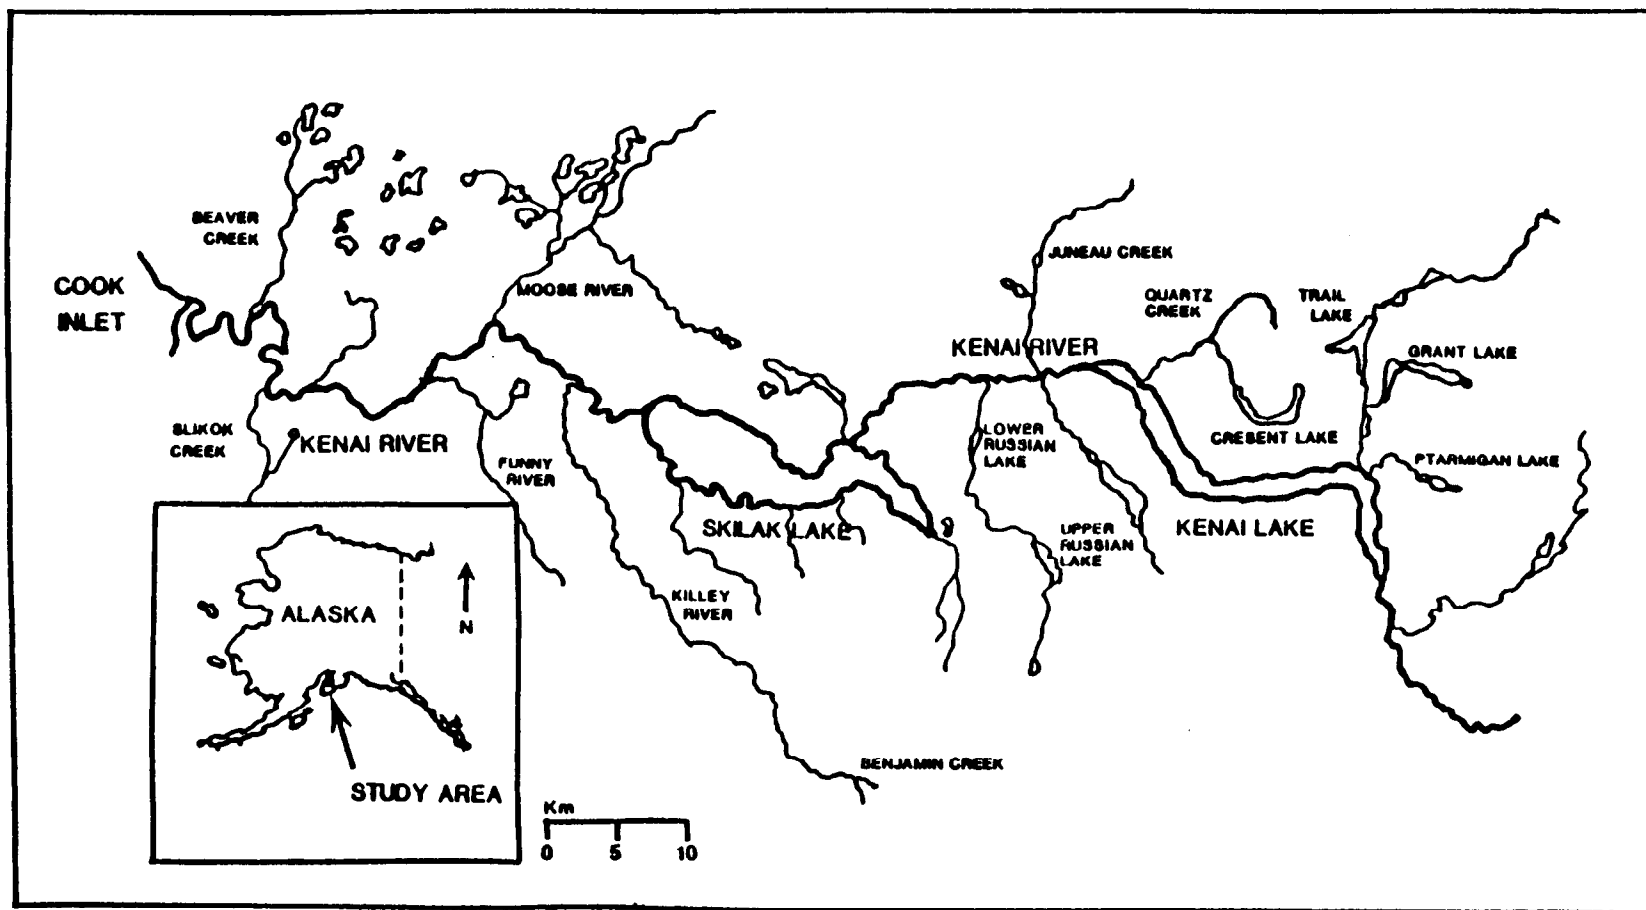 BEAVER
CREEK
COOK
INLET
MOOSE RIVER
JUNEAU CREEK
QUARTZ
CREEK
TRAIL
LAKE
KENAI RIVER
GRANT LAKE
SLIKOK
CREEK
KENAI RIVER
FUNNY
RIVER
LOWER
RUSSIAN
LAKE
CRESENT LAKE
PTARMIGAN LAKE
SKILAK LAKE
UPPER
RUSSIAN
LAKE
KENAI LAKE
KILLEY
RIVER
BENJAMIN CREEK
ALASKA
N
STUDY AREA
Km
0 5 10